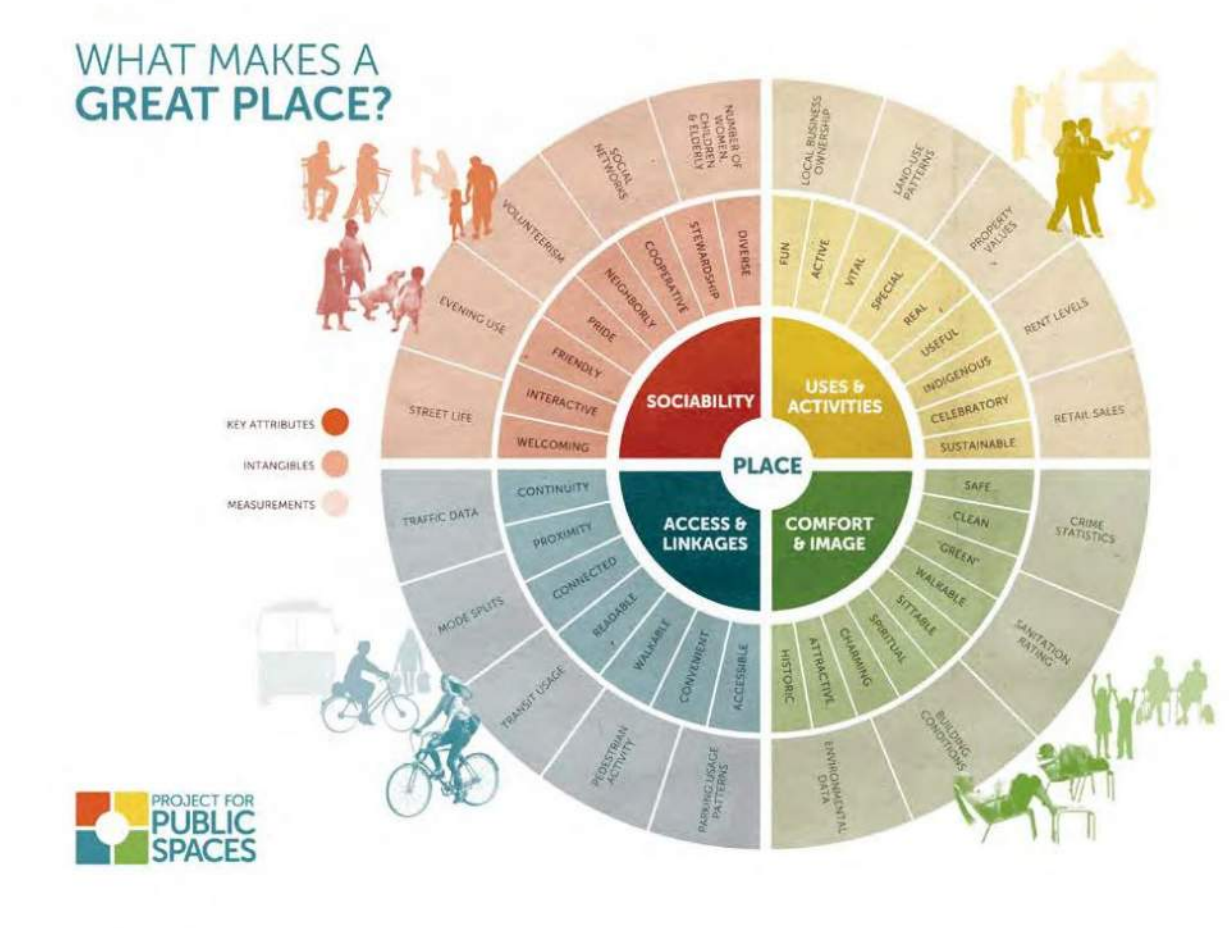 WHAT MAKES A
GREAT PLACE?
KEY ATTRIBUTES
INTANGIBLES
MEASUREMENTS
PLACE
SOCIABILITY
USES &
ACTIVITIES
ACCESS &
LINKAGES
COMFORT
& IMAGE
WELCOMING
INTERACTIVE
FRIENDLY
PRIDE
NEIGHBORLY
COOPERATIVE
STEWARDSHIP
DIVERSE
FUN
ACTIVE
VITAL
SPECIAL
REAL
USEFUL
INDIGENOUS
CELEBRATORY
SUSTAINABLE
SAFE
CLEAN
"GREEN"
WALKABLE
SITTABLE
SPIRITUAL
CHARMING
ATTRACTIVE
HISTORIC
ACCESSIBLE
CONVENIENT
WALKABLE
READABLE
CONNECTED
PROXIMITY
CONTINUITY
STREET LIFE
EVENING USE
VOLUNTEERISM
SOCIAL
NETWORKS
NUMBER OF
WOMEN,
CHILDREN
& ELDERLY
LOCAL BUSINESS
OWNERSHIP
LAND-USE
PATTERNS
PROPERTY
VALUES
RENT LEVELS
RETAIL SALES
CRIME
STATISTICS
SANITATION
RATING
BUILDING
CONDITIONS
ENVIRONMENTAL
DATA
PARKING USAGE
PATTERNS
PEDESTRIAN
ACTIVITY
TRANSIT USAGE
MODE SPLITS
TRAFFIC DATA
PROJECT FOR
PUBLIC
SPACES